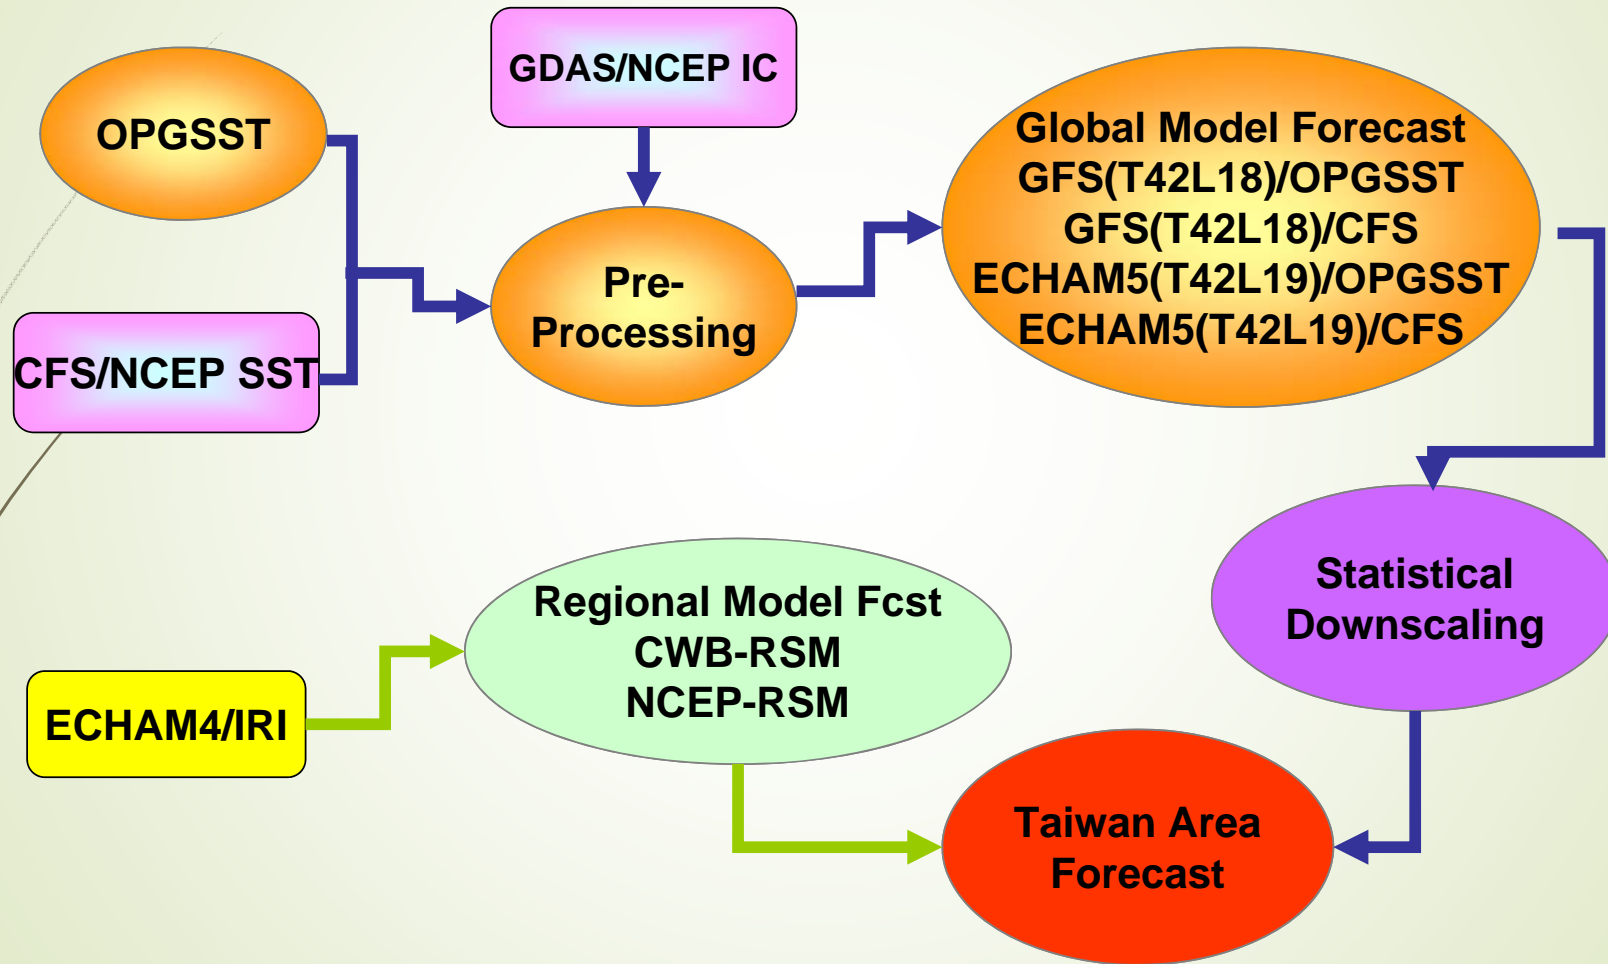 GDAS/NCEP IC
OPGSST
Global Model Forecast
GFS(T42L18)/OPGSST
GFS(T42L18)/CFS
ECHAM5(T42L19)/OPGSST
ECHAM5(T42L19)/CFS
Pre-
Processing
CFS/NCEP SST
Statistical
Downscaling
Regional Model Fcst
CWB-RSM
NCEP-RSM
ECHAM4/IRI
Taiwan Area
Forecast